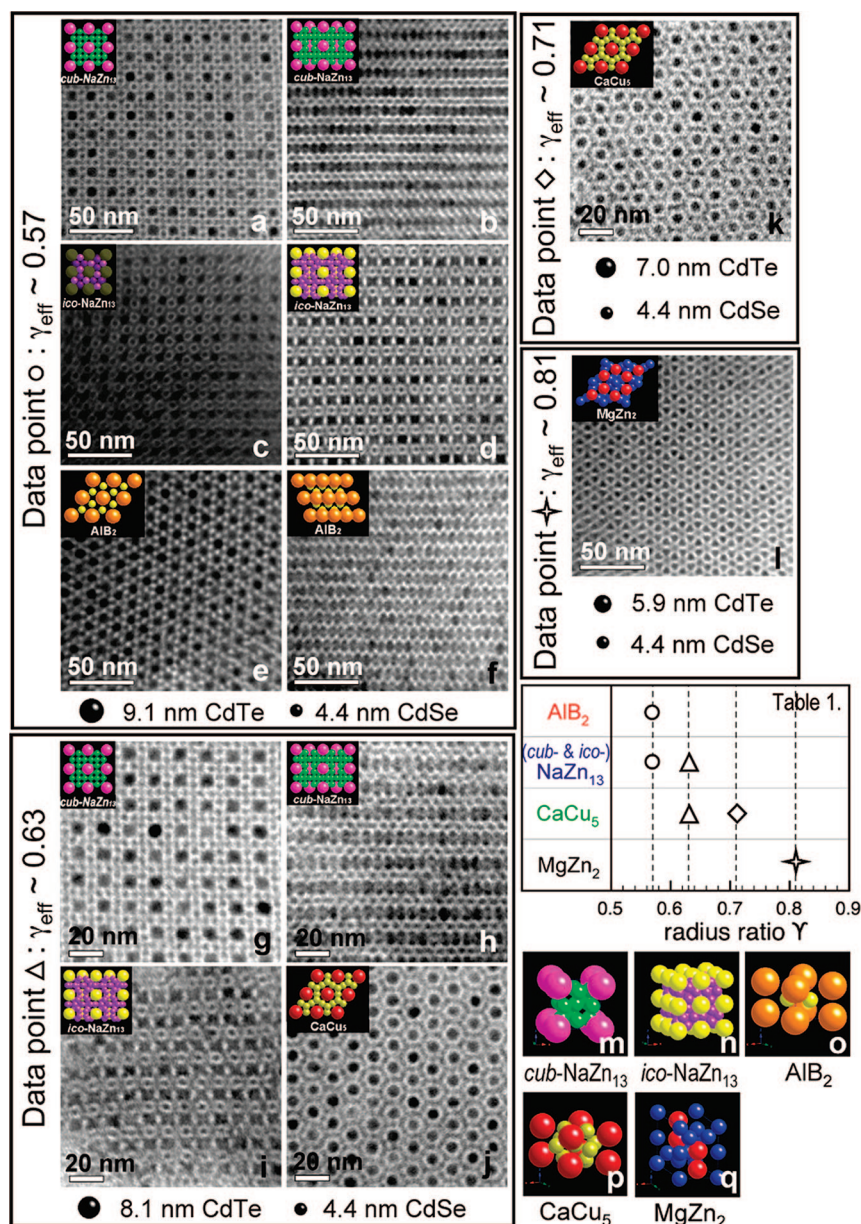 Data point ○ : γeff ~ 0.57
cub-NaZn13
50 nm
a
cub-NaZn13
50 nm
b
ico-NaZn13
50 nm
c
ico-NaZn13
50 nm
d
AlB2
50 nm
e
AlB2
50 nm
f
9.1 nm CdTe
4.4 nm CdSe
Data point △ : γeff ~ 0.63
cub-NaZn13
20 nm
g
cub-NaZn13
20 nm
h
ico-NaZn13
20 nm
i
CaCu5
20 nm
j
8.1 nm CdTe
4.4 nm CdSe
Data point ◇ : γeff ~ 0.71
CaCu5
20 nm
k
7.0 nm CdTe
4.4 nm CdSe
Data point ✧ : γeff ~ 0.81
MgZn2
50 nm
l
5.9 nm CdTe
4.4 nm CdSe
Table 1.
AlB2
(cub- & ico-)
NaZn13
CaCu5
MgZn2
0.5 0.6 0.7 0.8 0.9
radius ratio γ
m
cub-NaZn13
n
ico-NaZn13
o
AlB2
p
CaCu5
q
MgZn2